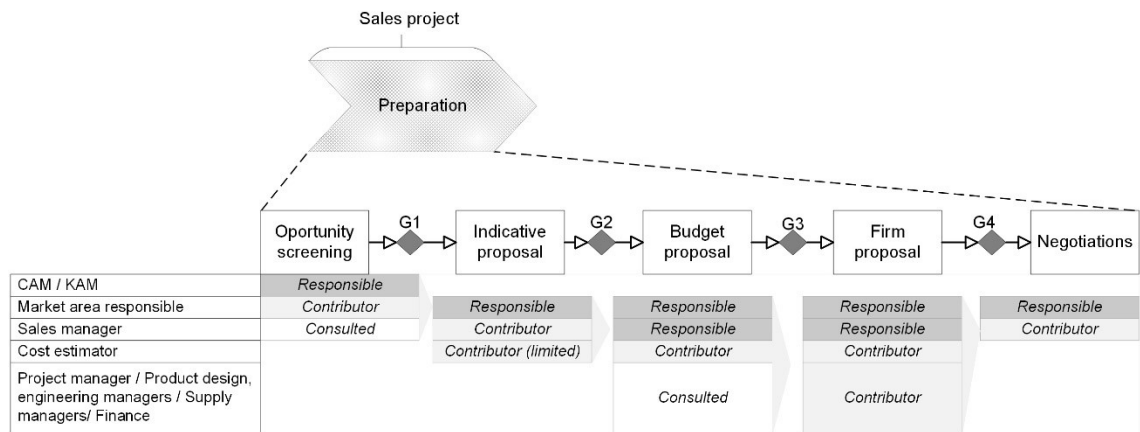 Sales project
Preparation
G1
G2
G3
G4
Oportunity
screening
Indicative
proposal
Budget
proposal
Firm
proposal
Negotiations
CAM / KAM
Responsible
Market area responsible
Contributor
Responsible
Responsible
Responsible
Responsible
Sales manager
Consulted
Contributor
Responsible
Responsible
Contributor
Cost estimator
Contributor (limited)
Contributor
Contributor
Project manager / Product design,
engineering managers / Supply
managers/ Finance
Consulted
Contributor